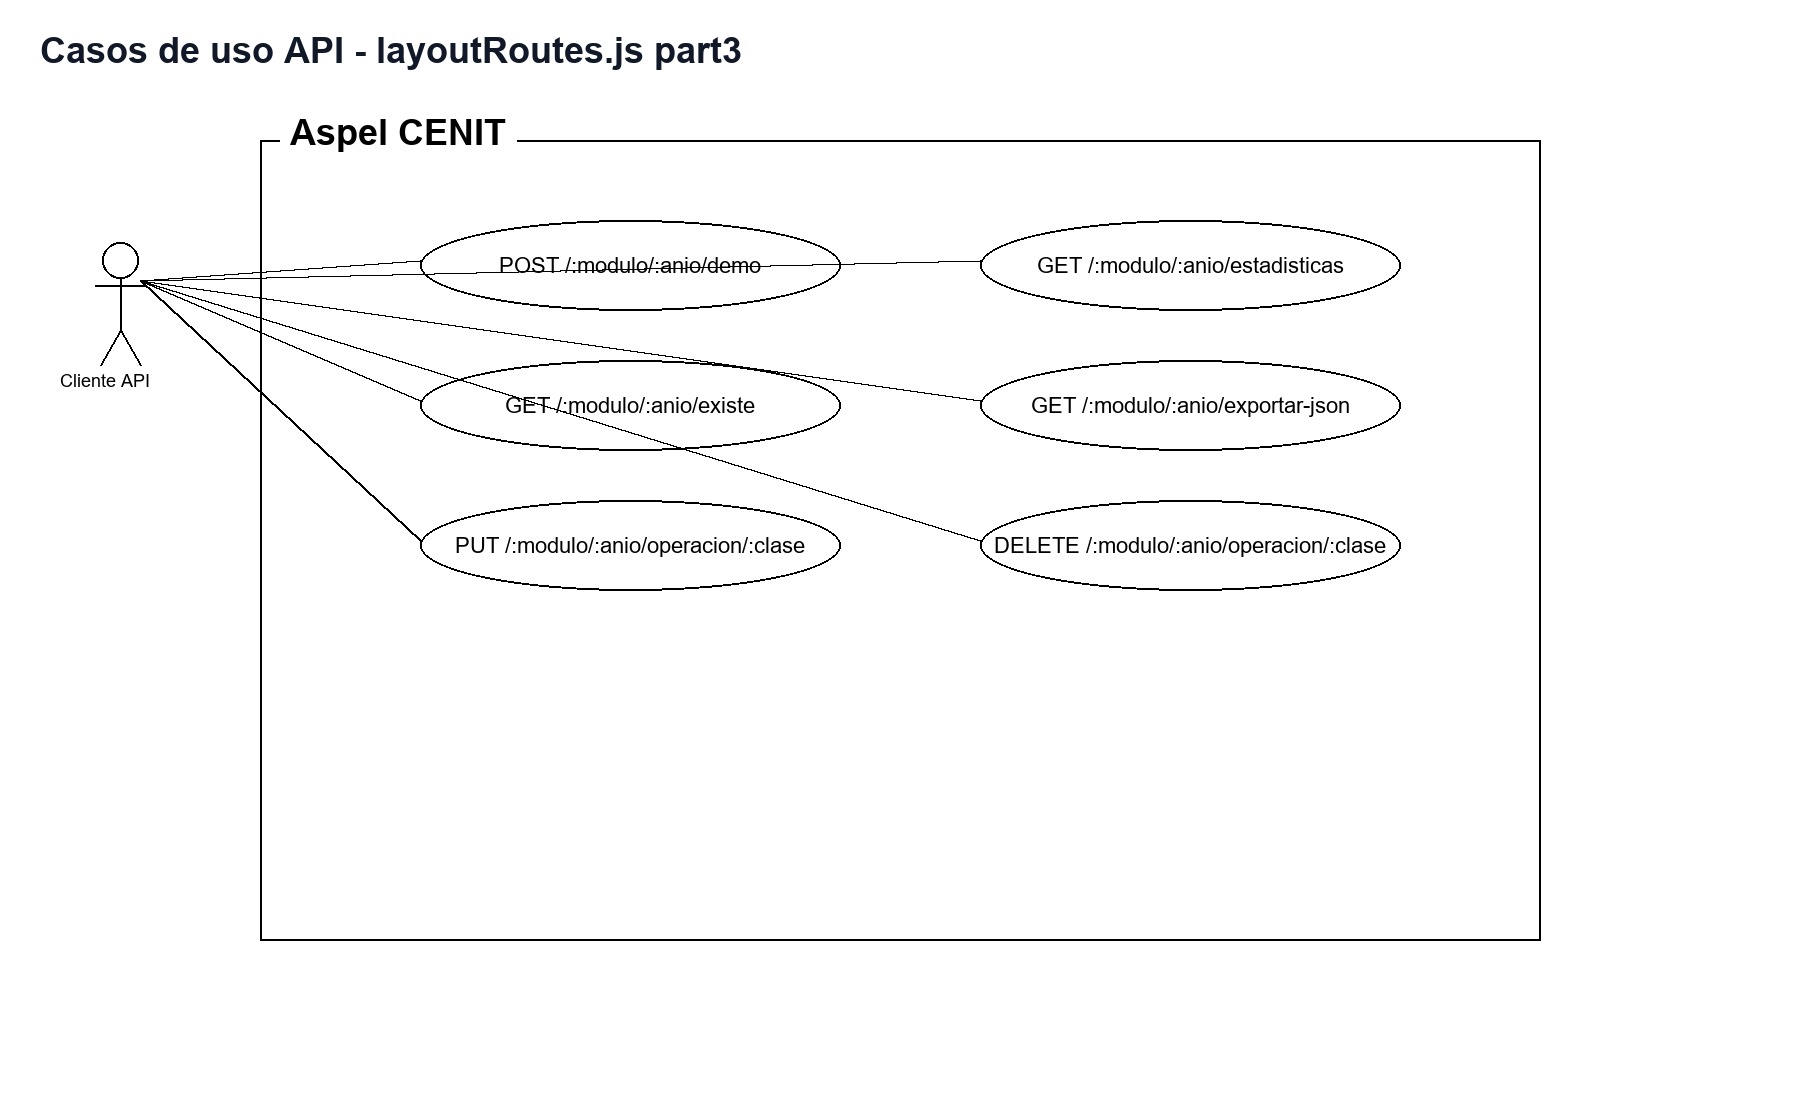 Casos de uso API - layoutRoutes.js part3
Aspel CENIT
POST /:modulo/:anio/demo
GET /:modulo/:anio/estadisticas
Cliente API
GET /:modulo/:anio/existe
GET /:modulo/:anio/exportar-json
PUT /:modulo/:anio/operacion/:clase
DELETE /:modulo/:anio/operacion/:clase